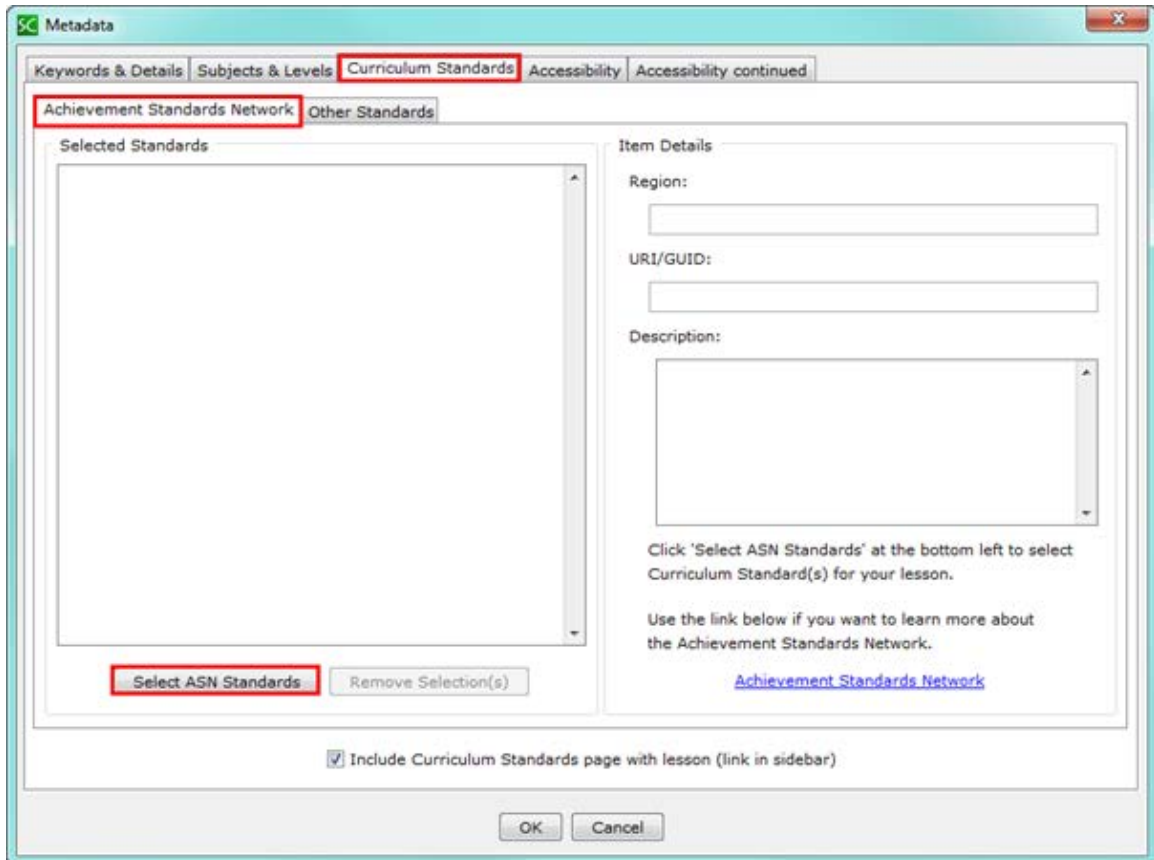 SC Metadata
Keywords & Details Subjects & Levels Curriculum Standards Accessibility Accessibility continued
Achievement Standards Network Other Standards
Selected Standards
Item Details
Region:
URI/GUID:
Description:
Click 'Select ASN Standards' at the bottom left to select
Curriculum Standard(s) for your lesson.
Use the link below if you want to learn more about
the Achievement Standards Network.
Select ASN Standards Remove Selection(s)
Achievement Standards Network
Include Curriculum Standards page with lesson (link in sidebar)
OK Cancel